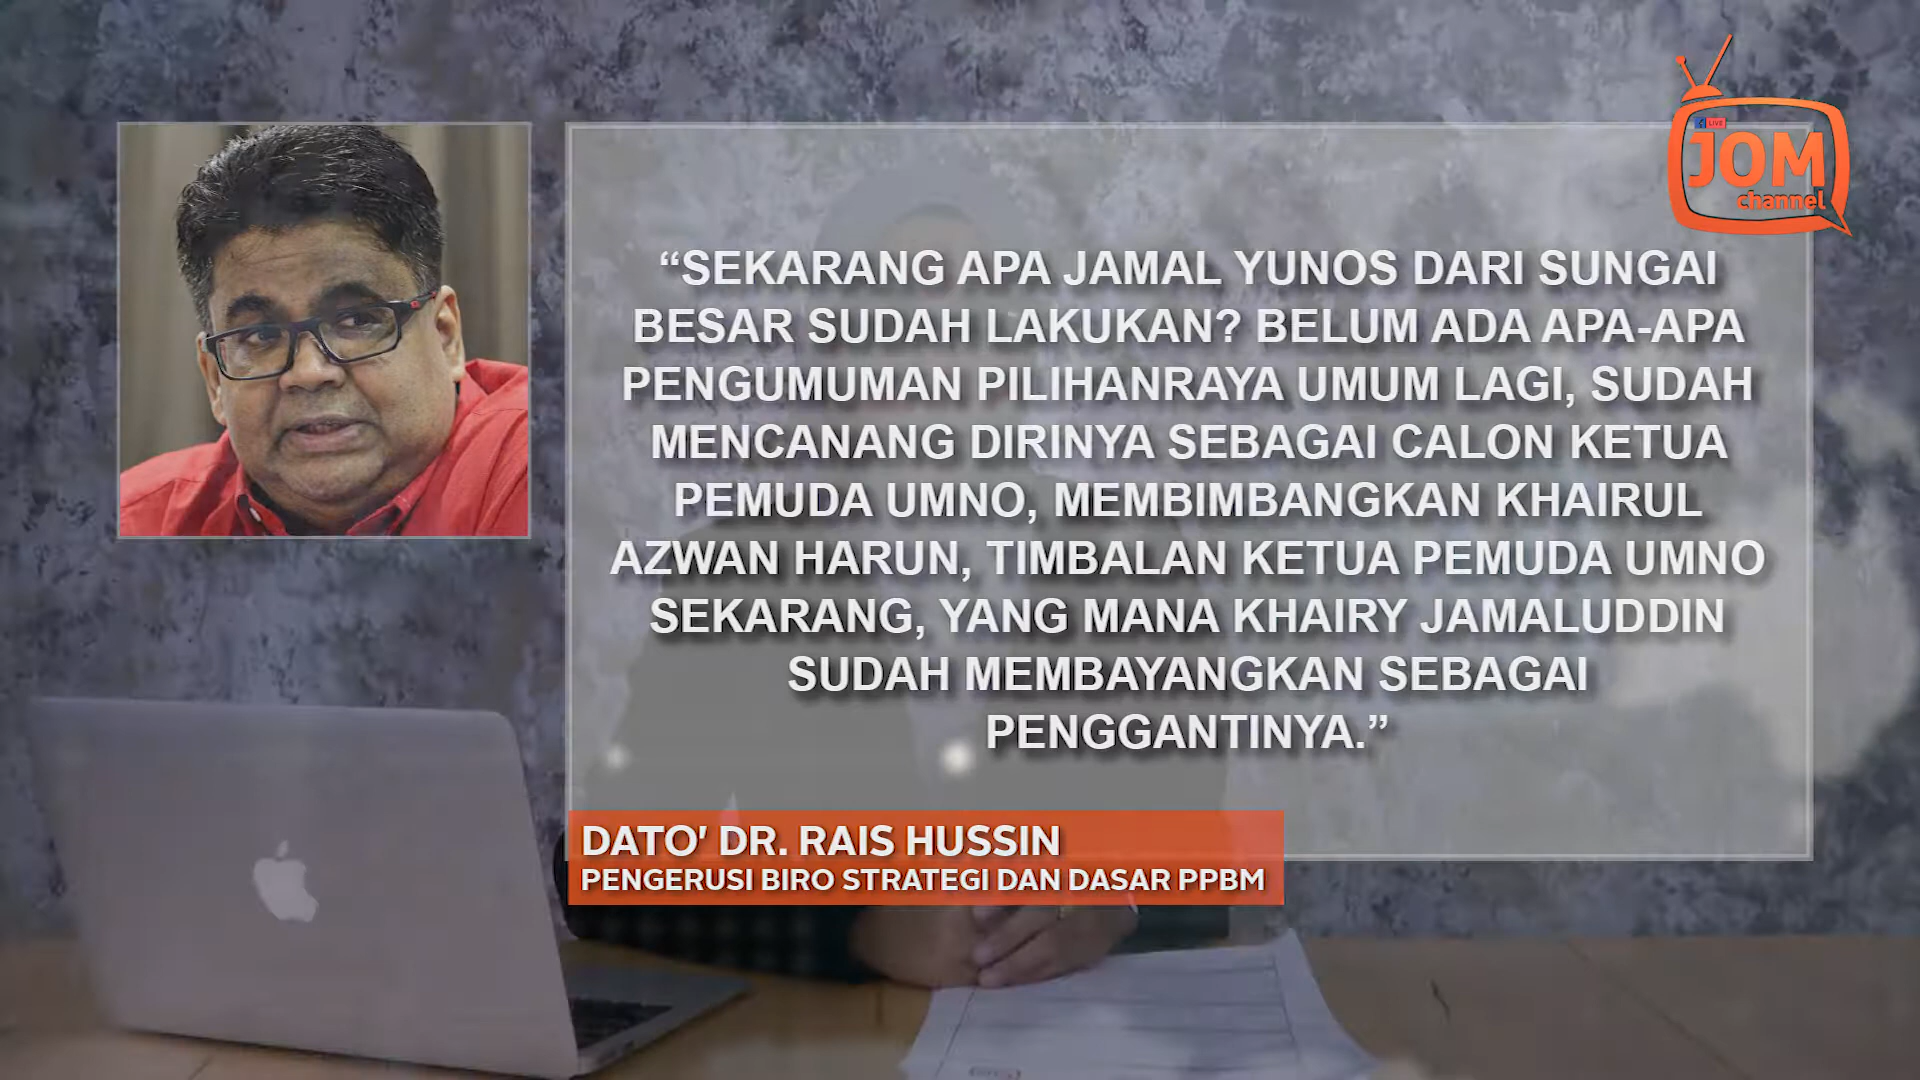 LIVE
JOM
channel
“SEKARANG APA JAMAL YUNOS DARI SUNGAI
BESAR SUDAH LAKUKAN? BELUM ADA APA-APA
PENGUMUMAN PILIHANRAYA UMUM LAGI, SUDAH
MENCANANG DIRINYA SEBAGAI CALON KETUA
PEMUDA UMNO, MEMBIMBANGKAN KHAIRUL
AZWAN HARUN, TIMBALAN KETUA PEMUDA UMNO
SEKARANG, YANG MANA KHAIRY JAMALUDDIN
SUDAH MEMBAYANGKAN SEBAGAI
PENGGANTINYA.”
DATO' DR. RAIS HUSSIN
PENGERUSI BIRO STRATEGI DAN DASAR PPBM